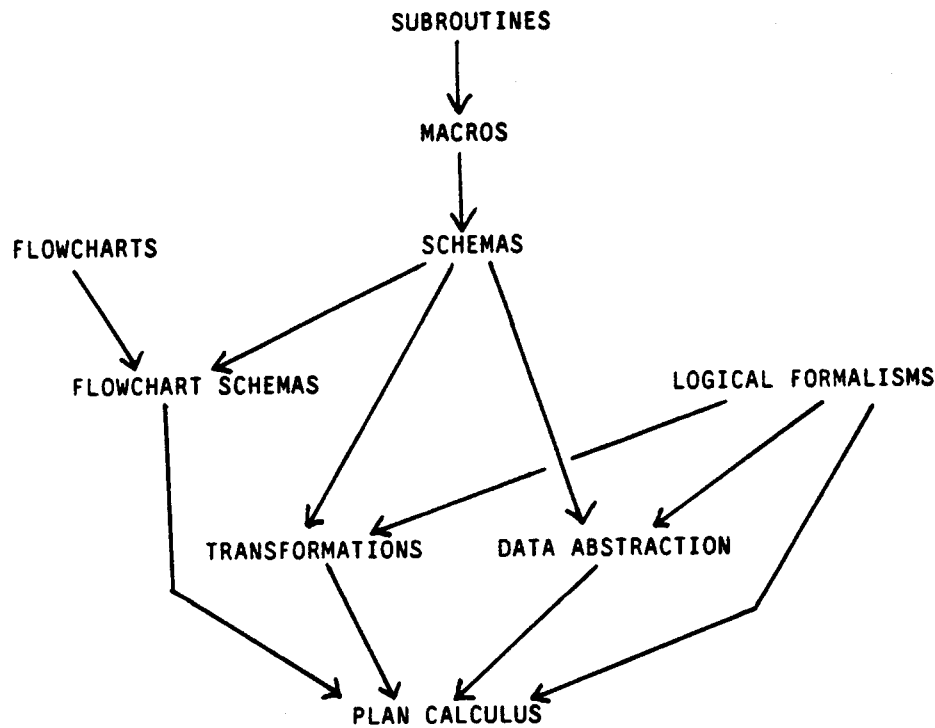 SUBROUTINES
MACROS
SCHEMAS
FLOWCHARTS
FLOWCHART SCHEMAS
LOGICAL FORMALISMS
TRANSFORMATIONS
DATA ABSTRACTION
PLAN CALCULUS